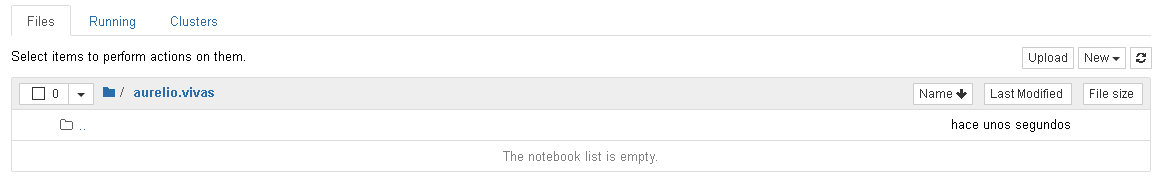 Files Running Clusters
Select items to perform actions on them. Upload New
0 / aurelio.vivas Name Last Modified File size
.. hace unos segundos
The notebook list is empty.